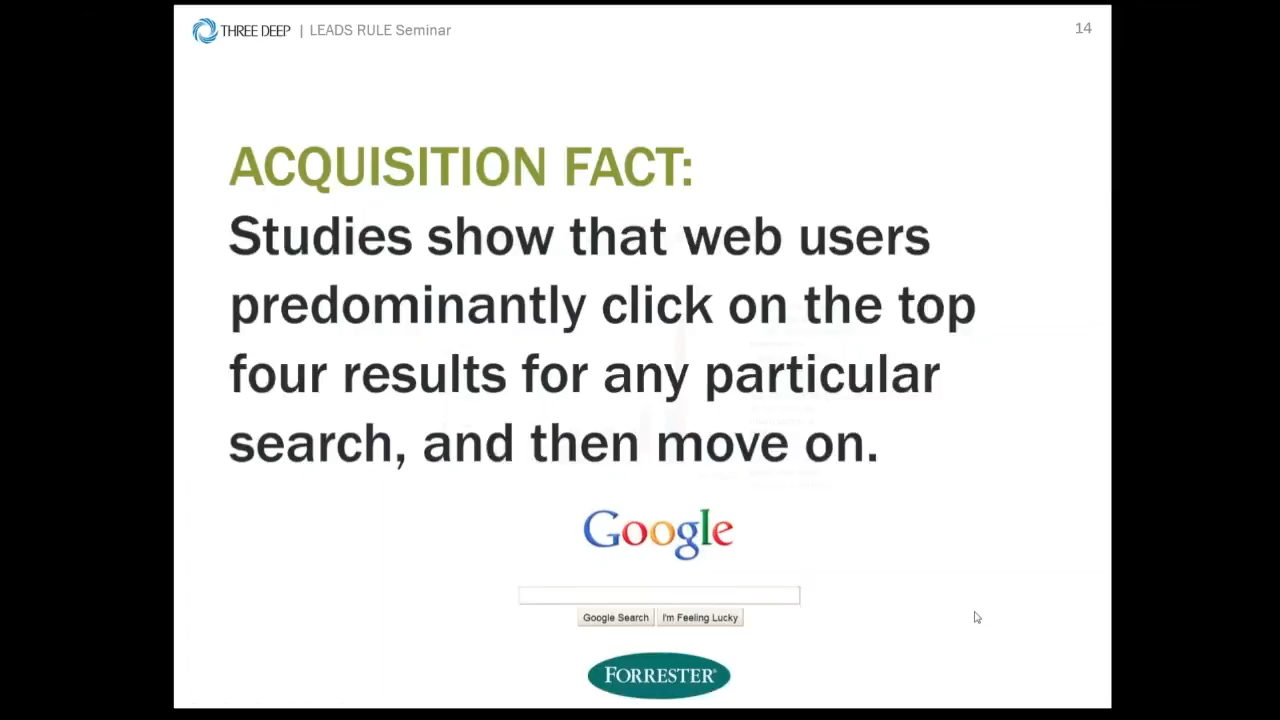 THREE DEEP | LEADS RULE Seminar
14
ACQUISITION FACT:
Studies show that web users
predominantly click on the top
four results for any particular
search, and then move on.
Google
Google Search I'm Feeling Lucky
FORRESTER®